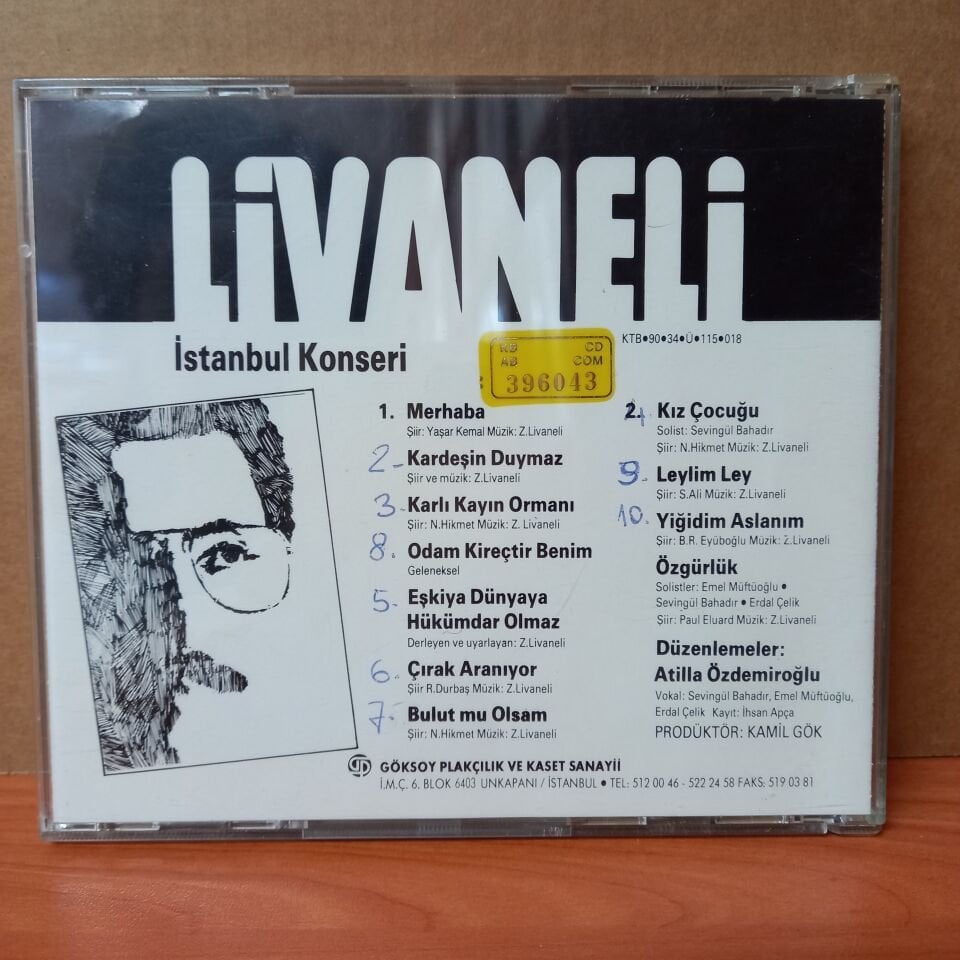 LiVANELi
İstanbul Konseri
KTB•90•34•Ü•115•018
CD
AB COM
396043
1. Merhaba
Şiir: Yaşar Kemal Müzik: Z.Livaneli
2- Kardeşin Duymaz
Şiir ve müzik: Z.Livaneli
3- Karlı Kayın Ormanı
Şiir: N.Hikmet Müzik: Z. Livaneli
8- Odam Kireçtir Benim
Geleneksel
5- Eşkiya Dünyaya
Hükümdar Olmaz
Derleyen ve uyarlayan: Z.Livaneli
6- Çırak Aranıyor
Şiir R.Durbaş Müzik: Z.Livaneli
7- Bulut mu Olsam
Şiir: N.Hikmet Müzik: Z.Livaneli
2. 4 Kız Çocuğu
Solist: Sevingül Bahadır
Şiir: N.Hikmet Müzik: Z.Livaneli
9- Leylim Ley
Şiir: S.Ali Müzik: Z.Livaneli
10. Yiğidim Aslanım
Şiir: B.R. Eyüboğlu Müzik: Z.Livaneli
Özgürlük
Solistler: Emel Müftüoğlu •
Sevingül Bahadır • Erdal Çelik
Şiir: Paul Eluard Müzik: Z.Livaneli
Düzenlemeler:
Atilla Özdemiroğlu
Vokal: Sevingül Bahadır, Emel Müftüoğlu,
Erdal Çelik Kayıt: İhsan Apça
PRODÜKTÖR: KAMİL GÖK
GÖKSOY PLAKÇILIK VE KASET SANAYİİ
İ.M.Ç. 6. BLOK 6403 UNKAPANI / İSTANBUL • TEL: 512 00 46 - 522 24 58 FAKS: 519 03 81